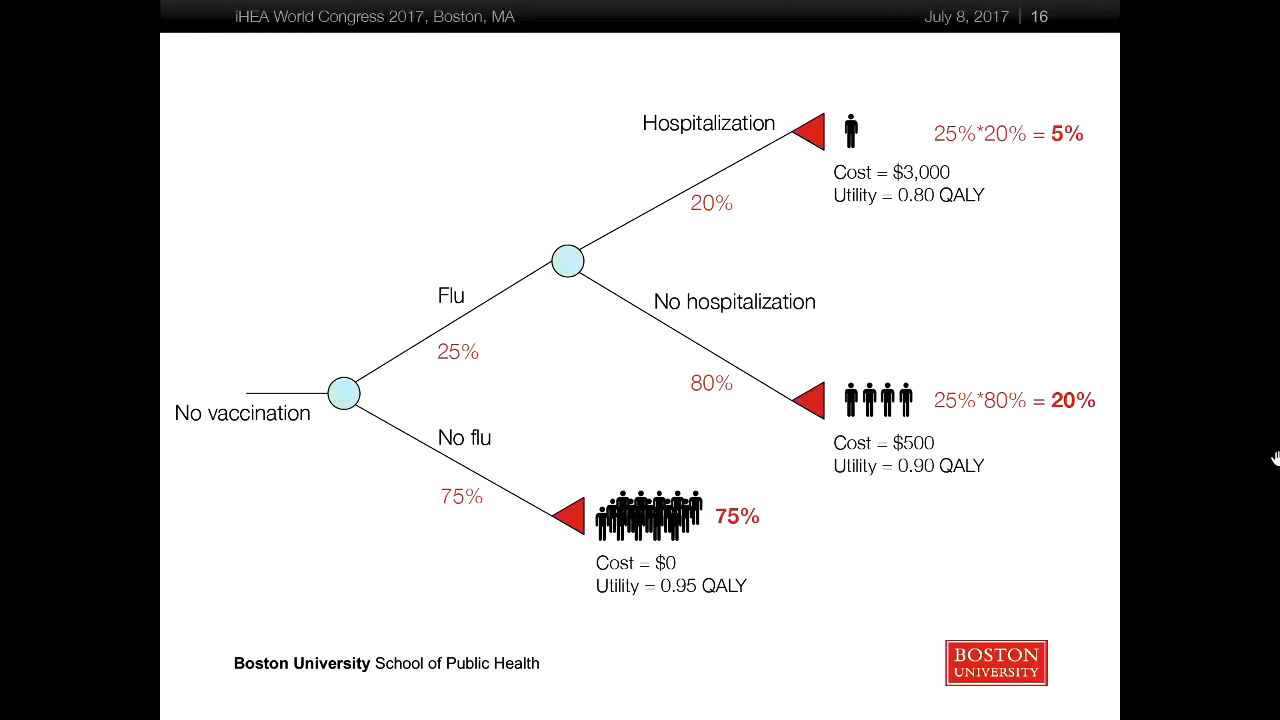 iHEA World Congress 2017, Boston, MA
July 8, 2017 | 16
Hospitalization
25%*20% = 5%
Cost = $3,000
Utility = 0.80 QALY
20%
Flu
No hospitalization
25%
80%
25%*80% = 20%
No vaccination
Cost = $500
Utility = 0.90 QALY
No flu
75%
75%
Cost = $0
Utility = 0.95 QALY
Boston University School of Public Health
BOSTON
UNIVERSITY